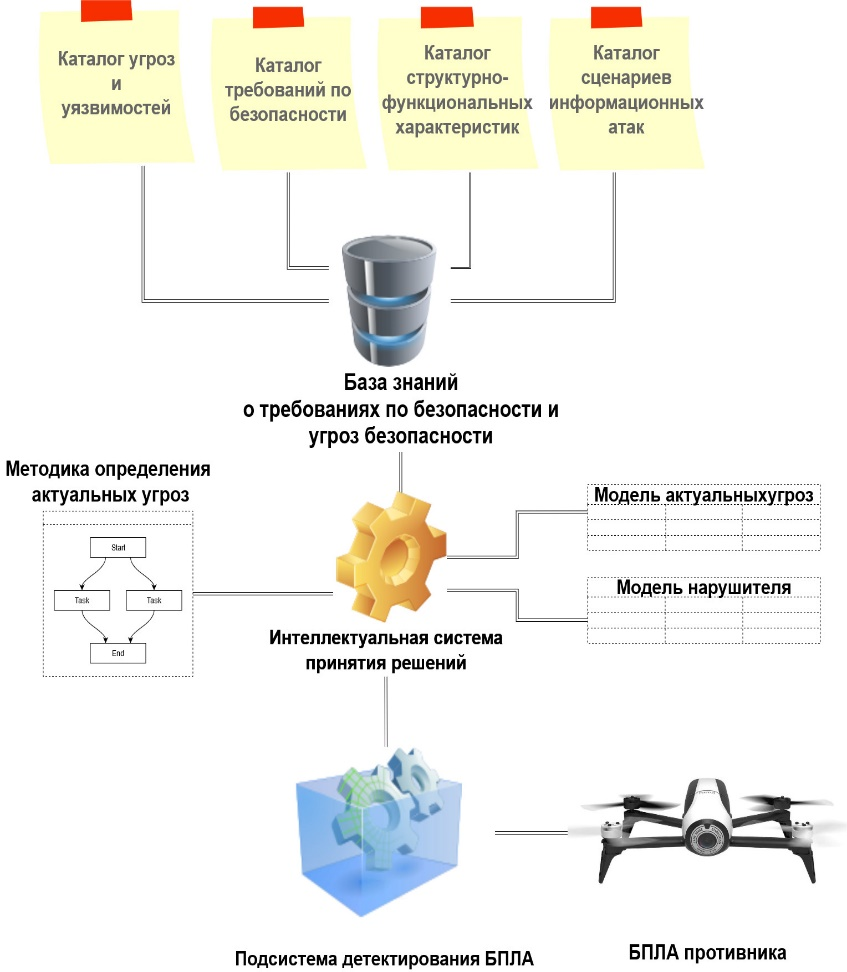 Каталог угроз
и
уязвимостей
Каталог
требований по
безопасности
Каталог
структурно-
функциональных
характеристик
Каталог
сценариев
информационных
атак
База знаний
о требованиях по безопасности и
угроз безопасности
Методика определения
актуальных угроз
Start
Task
Task
End
Модель актуальныхугроз
Модель нарушителя
Интеллектуальная система
принятия решений
Подсистема детектирования БПЛА
БПЛА противника